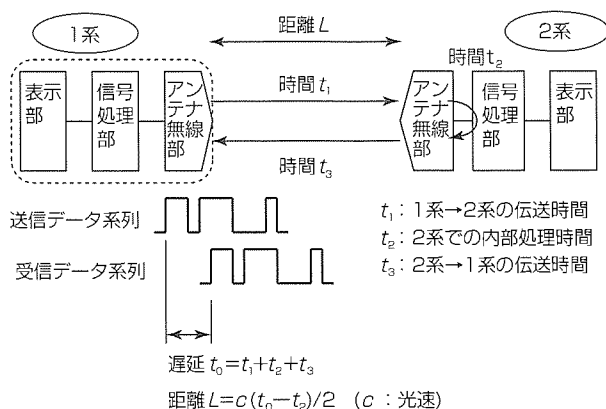 1系
距離 L
2系
表示部
信号処理部
アンテナ無線部
時間 t₁
時間 t₃
時間t₂
アンテナ無線部
信号処理部
表示部
送信データ系列
受信データ系列
t₁：1系→2系の伝送時間
t₂：2系での内部処理時間
t₃：2系→1系の伝送時間
遅延 t₀=t₁+t₂+t₃
距離 L=c(t₀−t₂)/2 (c：光速)